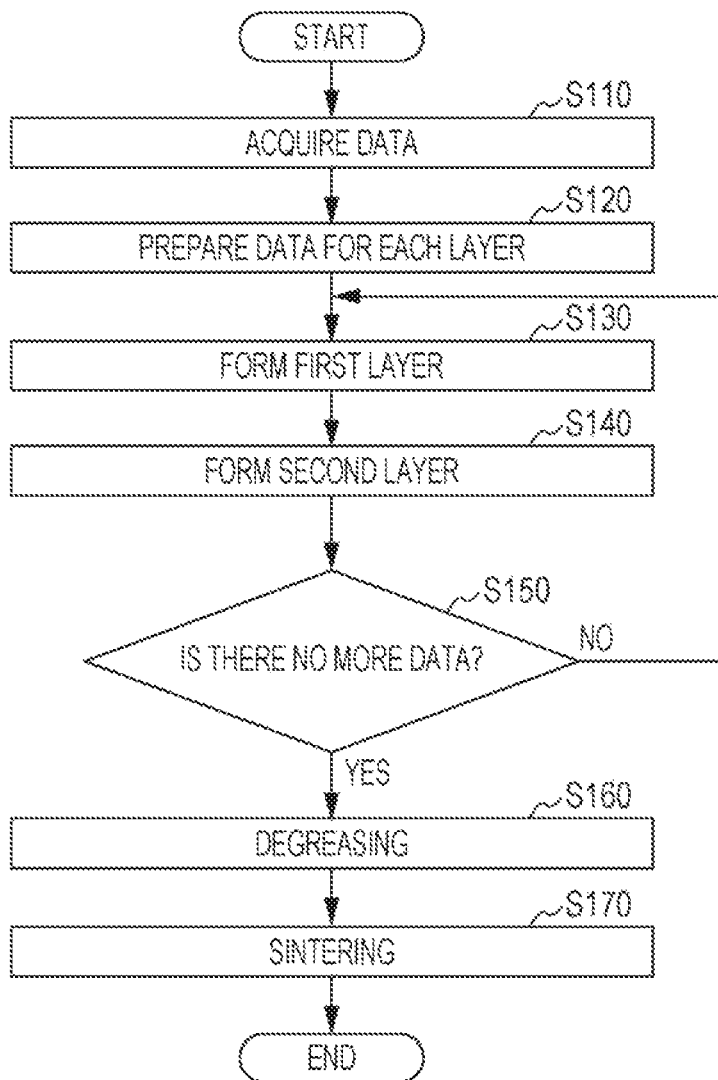 START
S110
ACQUIRE DATA
S120
PREPARE DATA FOR EACH LAYER
S130
FORM FIRST LAYER
S140
FORM SECOND LAYER
S150
IS THERE NO MORE DATA?
NO
YES
S160
DEGREASING
S170
SINTERING
END